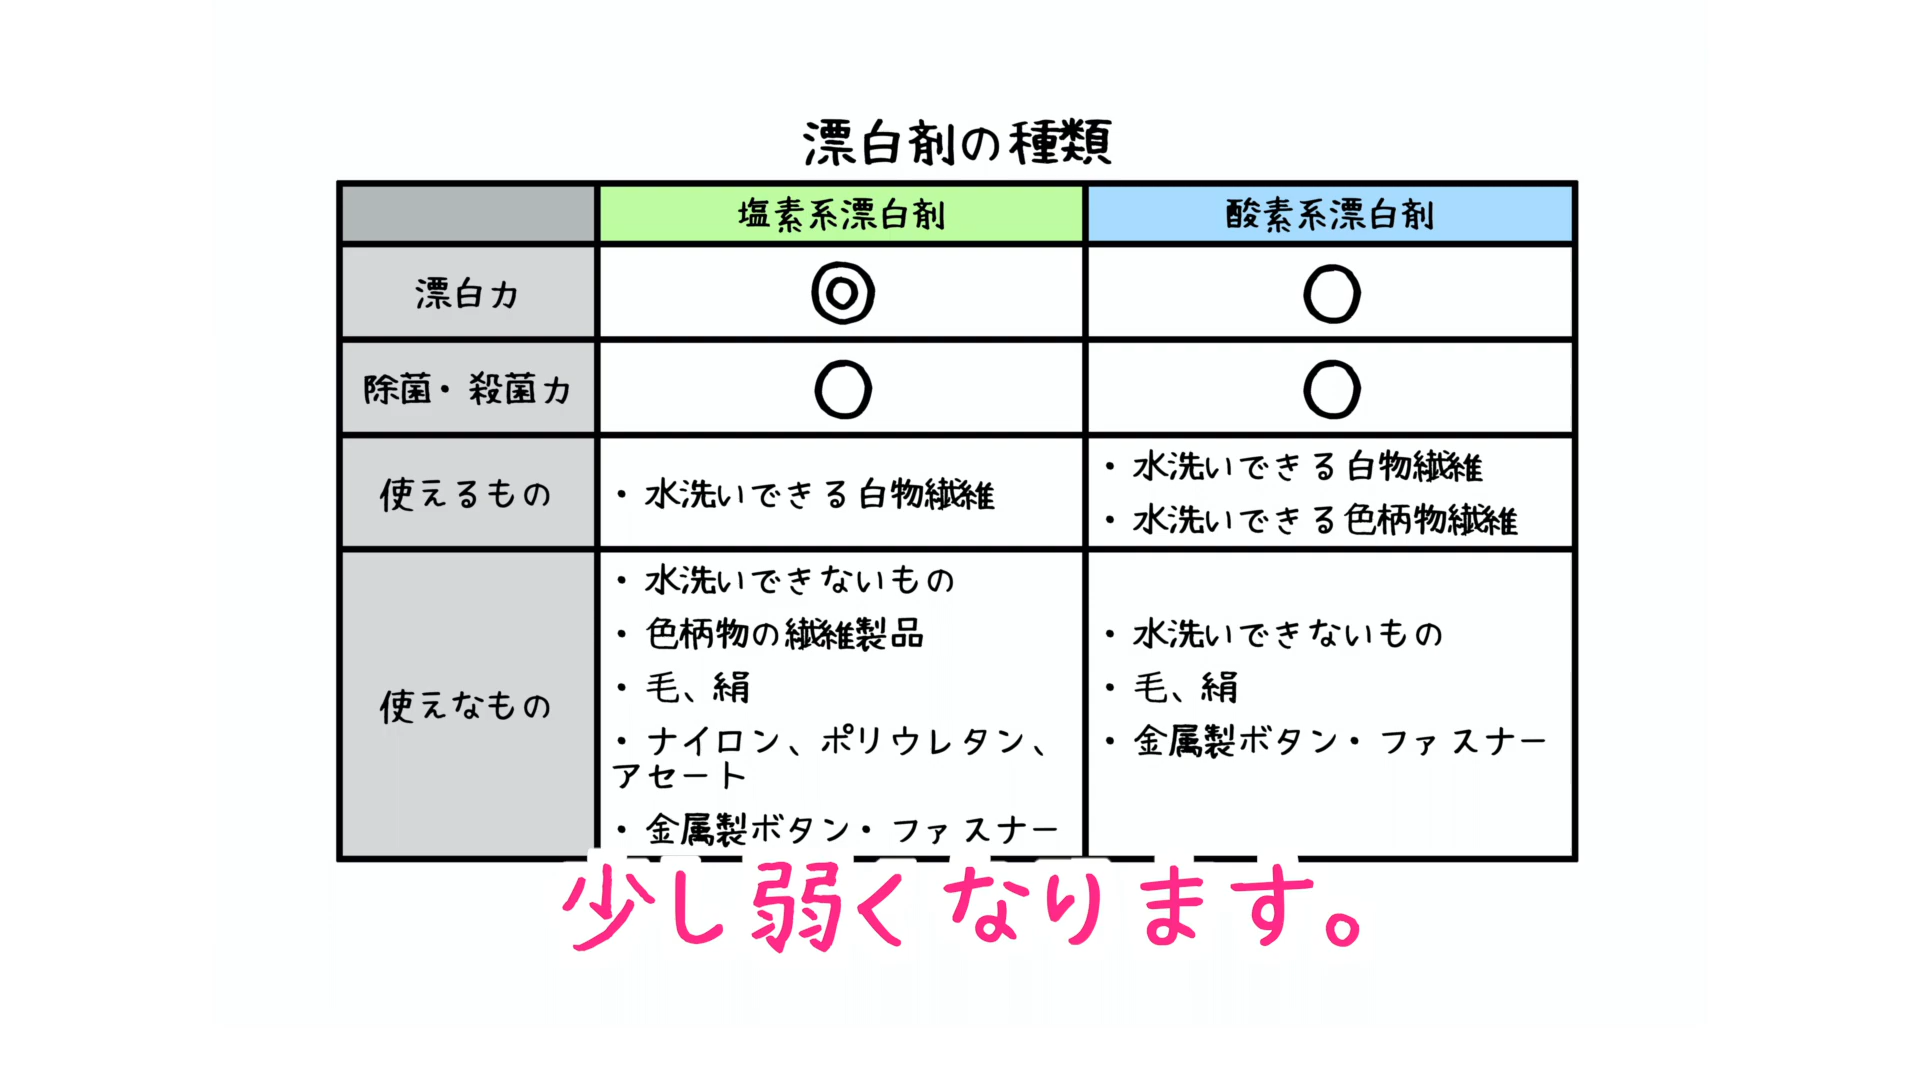 漂白剤の種類
塩素系漂白剤 酸素系漂白剤
漂白力 ◎ ○
除菌・殺菌力 ○ ○
使えるもの
・水洗いできる白物繊維
・水洗いできる白物繊維
・水洗いできる色柄物繊維
使えなもの
・水洗いできないもの
・色柄物の繊維製品
・毛、絹
・ナイロン、ポリウレタン、
アセート
・金属製ボタン・ファスナー
・水洗いできないもの
・毛、絹
・金属製ボタン・ファスナー
少し弱くなります。